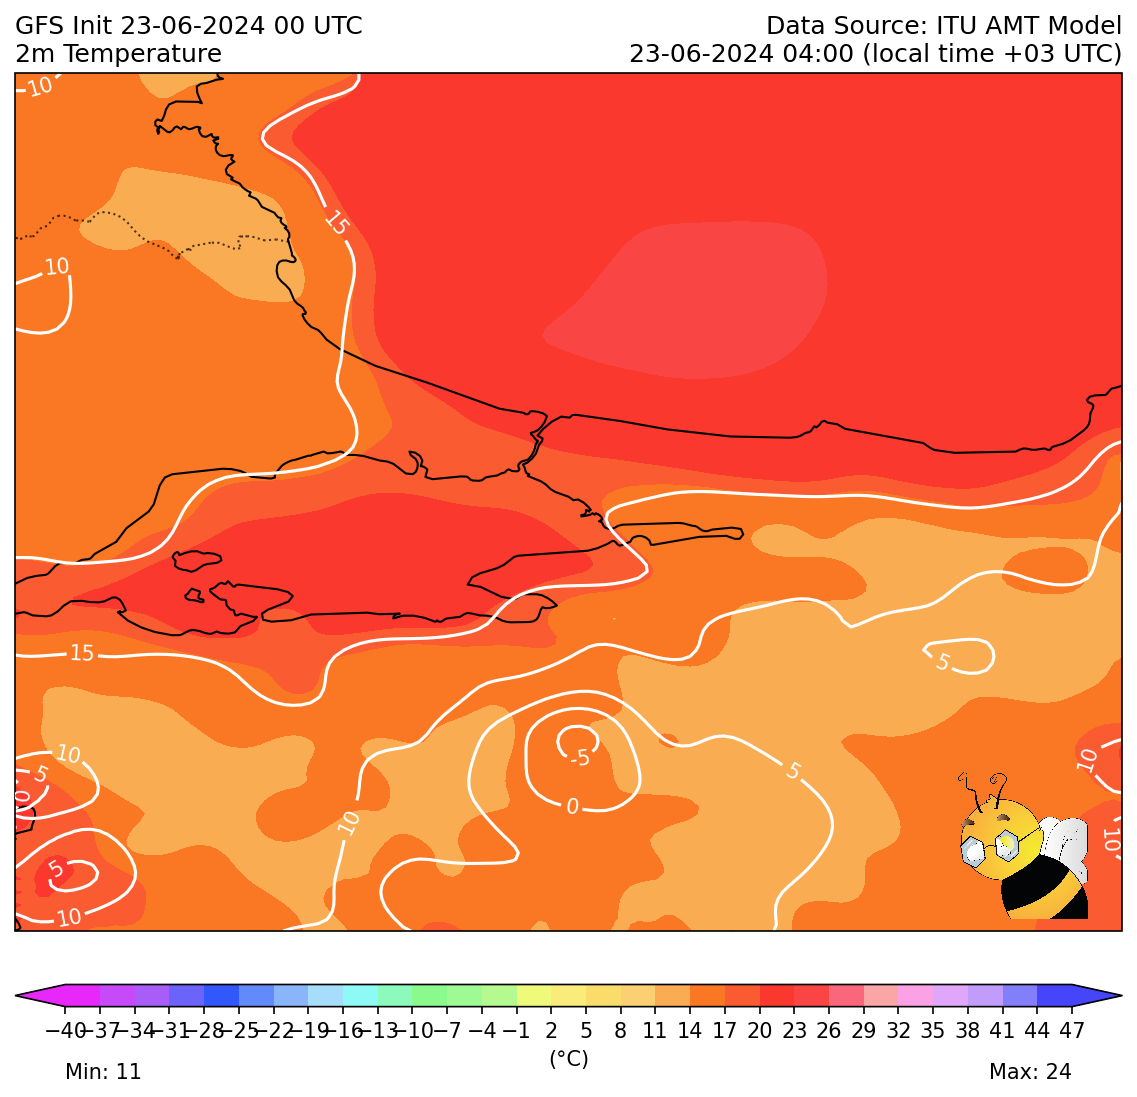 GFS Init 23-06-2024 00 UTC
Data Source: ITU AMT Model
2m Temperature
23-06-2024 04:00 (local time +03 UTC)
10
15
10
15
5
10
5
0
-5
0
5
10
10
10
5
10
−40 −37 −34 −31 −28 −25 −22 −19 −16 −13 −10 −7 −4 −1 2 5 8 11 14 17 20 23 26 29 32 35 38 41 44 47
(°C)
Min: 11
Max: 24